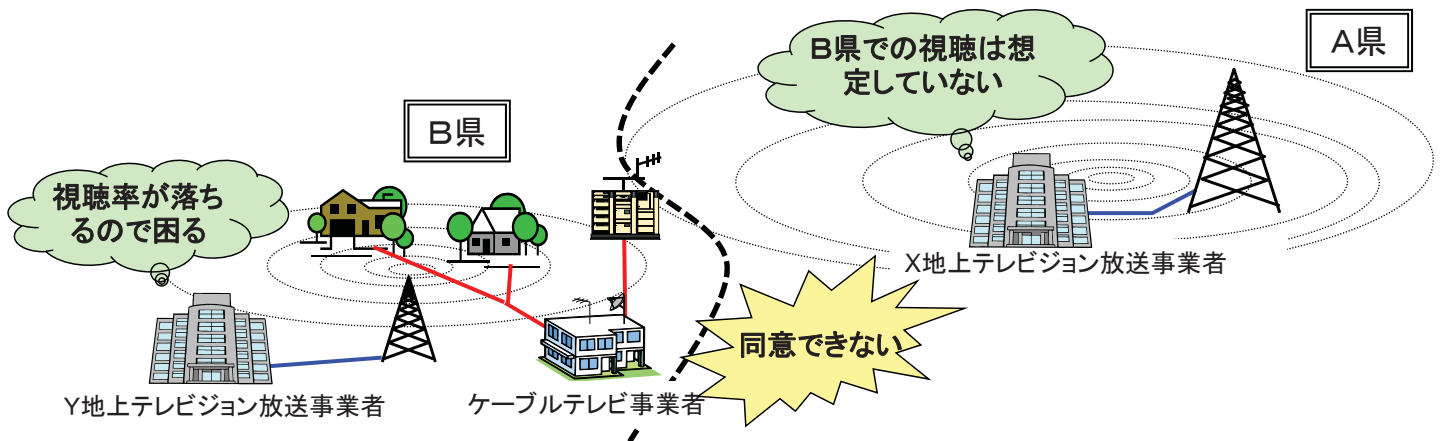 B県での視聴は想
定していない
A県
B県
視聴率が落ち
るので困る
X地上テレビジョン放送事業者
同意できない
Y地上テレビジョン放送事業者
ケーブルテレビ事業者